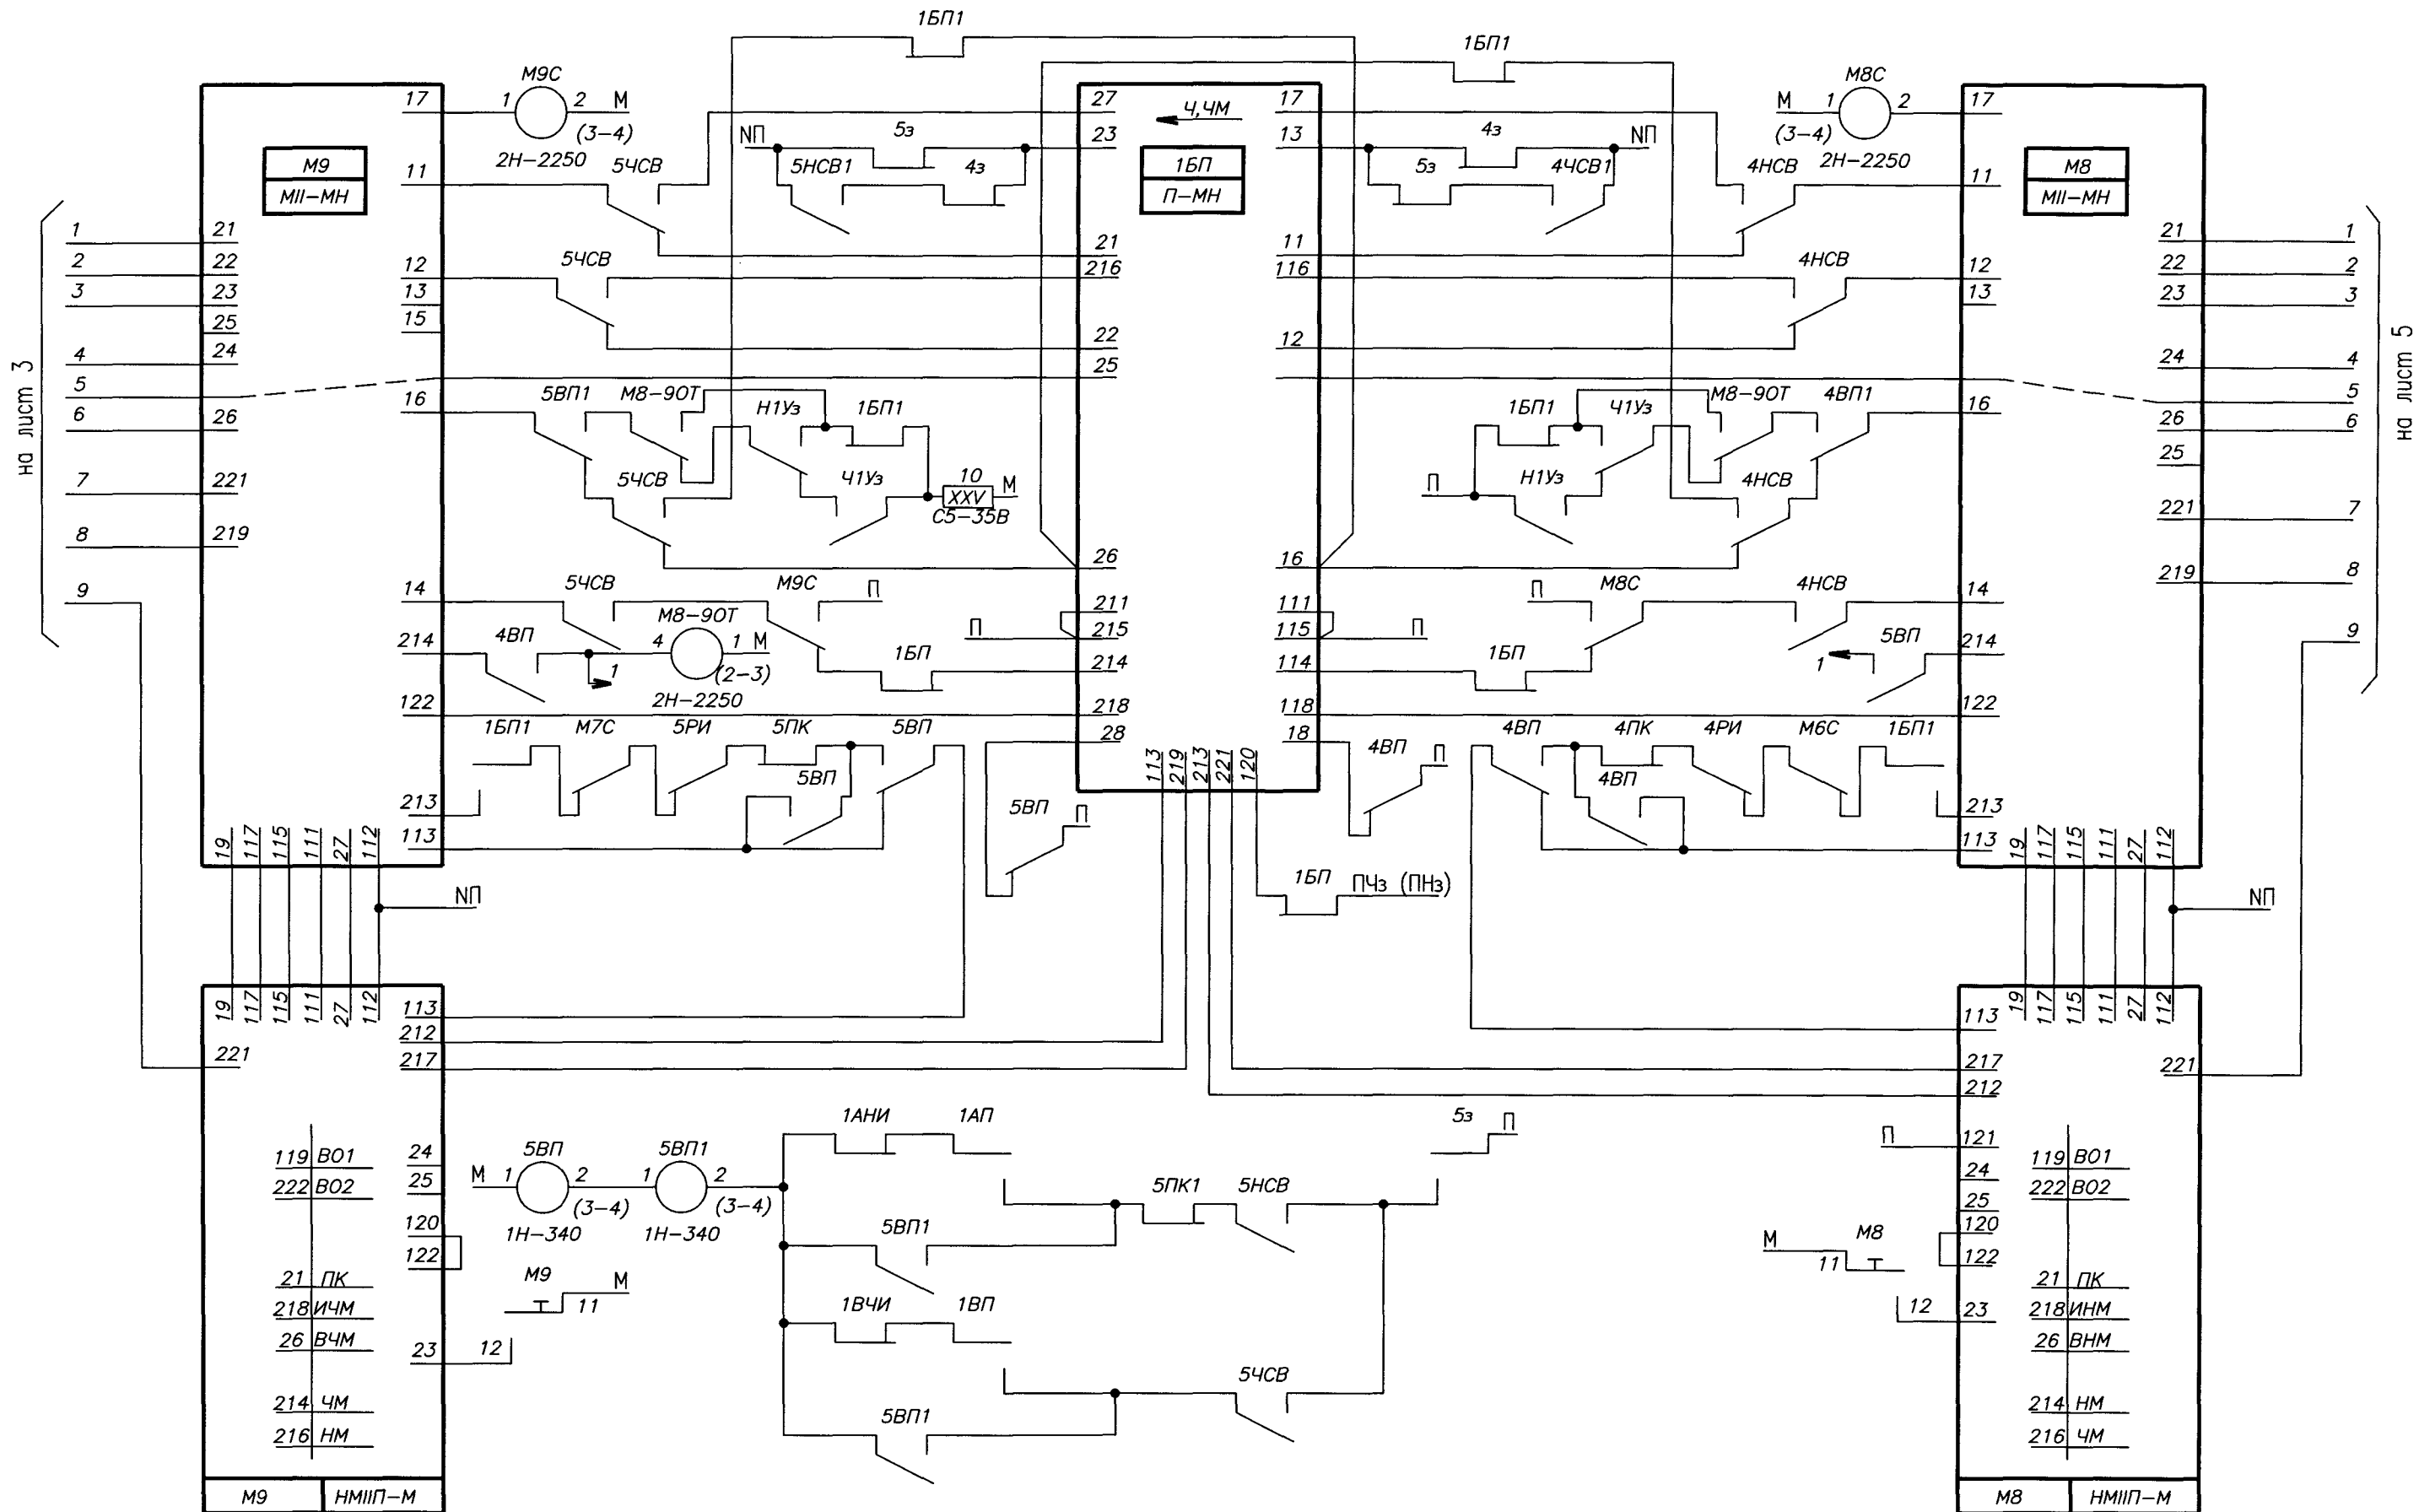 1БП1
1БП1
М9С
М8С
17
1
2
М
(3-4)
2Н-2250
27
Ч,ЧМ
17
М
1
2
17
(3-4)
2Н-2250
NП
5з
23
13
4з
NП
М9
МII-МН
1БП
П-МН
М8
МII-МН
11
5ЧСВ
5НСВ1
4з
5з
4ЧСВ1
4НСВ
11
на лист 3
на лист 5
1
21
21
11
21
1
2
22
12
5ЧСВ
216
116
4НСВ
12
22
2
3
23
13
13
23
3
25
15
22
12
4
24
25
24
4
5
5
6
26
16
5ВП1
М8-9ОТ
Н1Уз
1БП1
1БП1
Ч1Уз
М8-9ОТ
4ВП1
16
26
6
25
7
221
5ЧСВ
Ч1Уз
10
XXV
М
С5-35В
П
Н1Уз
4НСВ
221
7
8
219
26
16
219
8
9
14
5ЧСВ
М9С
П
211
111
П
М8С
4НСВ
14
П
215
115
П
9
214
4ВП
М8-9ОТ
4
1
М
(2-3)
2Н-2250
1
1БП
214
114
1БП
1
5ВП
214
122
218
118
122
1БП1
М7С
5РИ
5ПК
5ВП
28
18
4ВП
П
4ВП
4ПК
4РИ
М6С
1БП1
5ВП
4ВП
113
219
213
221
120
213
213
113
113
5ВП
П
19
117
115
111
27
112
19
117
115
111
27
112
NП
1БП
ПЧз (ПНз)
NП
19
117
115
111
27
112
19
117
115
111
27
112
113
113
212
221
217
217
221
212
1АНИ
1АП
5з
П
П
121
119 ВО1
24
5ВП
5ВП1
119 ВО1
24
222 ВО2
25
М
1
2
(3-4)
1Н-340
1
2
(3-4)
1Н-340
5ПК1
5НСВ
222 ВО2
25
120
120
122
5ВП1
М
М8
11
122
21 ПК
М9
М
11
21 ПК
218 ИЧМ
1ВЧИ
1ВП
12
23
218 ИНМ
26 ВЧМ
23
12
26 ВНМ
5ЧСВ
214 ЧМ
5ВП1
214 НМ
216 НМ
216 ЧМ
М9
НМIIП-М
М8
НМIIП-М